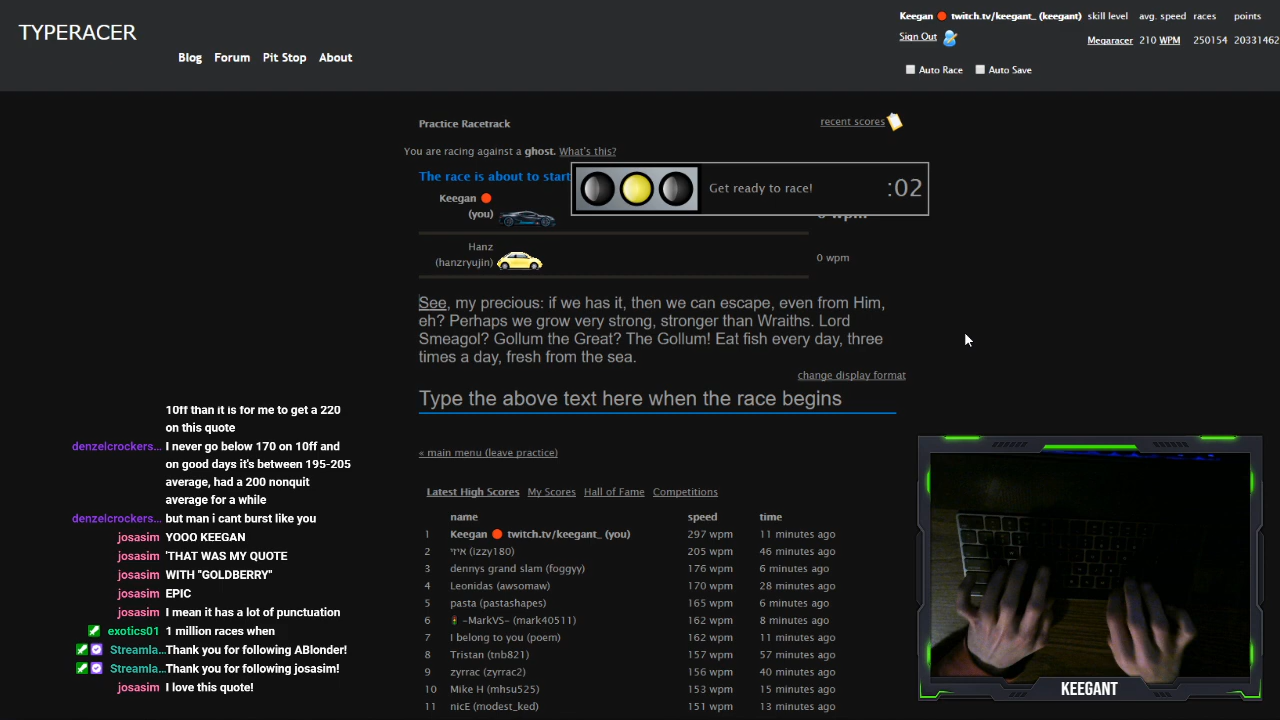 TYPERACER
Blog Forum Pit Stop About
Keegan twitch.tv/keegant_ (keegant) skill level avg. speed races points
Sign Out Megaracer 210 WPM 250154 20331462
Auto Race Auto Save
Practice Racetrack recent scores
You are racing against a ghost. What's this?
The race is about to start
Get ready to race! :02
Keegan
(you)
Hanz
(hanzryujin) 0 wpm
See, my precious: if we has it, then we can escape, even from Him,
eh? Perhaps we grow very strong, stronger than Wraiths. Lord
Smeagol? Gollum the Great? The Gollum! Eat fish every day, three
times a day, fresh from the sea.
change display format
Type the above text here when the race begins
« main menu (leave practice)
Latest High Scores My Scores Hall of Fame Competitions
name speed time
1 Keegan twitch.tv/keegant_ (you) 297 wpm 11 minutes ago
2 איזי (izzy180) 205 wpm 46 minutes ago
3 dennys grand slam (foggyy) 176 wpm 6 minutes ago
4 Leonidas (awsomaw) 170 wpm 28 minutes ago
5 pasta (pastashapes) 165 wpm 6 minutes ago
6 ~MarkVS~ (mark40511) 162 wpm 8 minutes ago
7 I belong to you (poem) 162 wpm 11 minutes ago
8 Tristan (tnb821) 157 wpm 57 minutes ago
9 zyrrac (zyrrac2) 156 wpm 40 minutes ago
10 Mike H (mhsu525) 153 wpm 15 minutes ago
11 nicE (modest_ked) 151 wpm 13 minutes ago
10ff than it is for me to get a 220
on this quote
denzelcrockers... I never go below 170 on 10ff and
on good days it's between 195-205
average, had a 200 nonquit
average for a while
denzelcrockers... but man i cant burst like you
josasim YOOO KEEGAN
josasim 'THAT WAS MY QUOTE
josasim WITH "GOLDBERRY"
josasim EPIC
josasim I mean it has a lot of punctuation
exotics01 1 million races when
Streamla... Thank you for following ABlonder!
Streamla... Thank you for following josasim!
josasim I love this quote!
KEEGANT